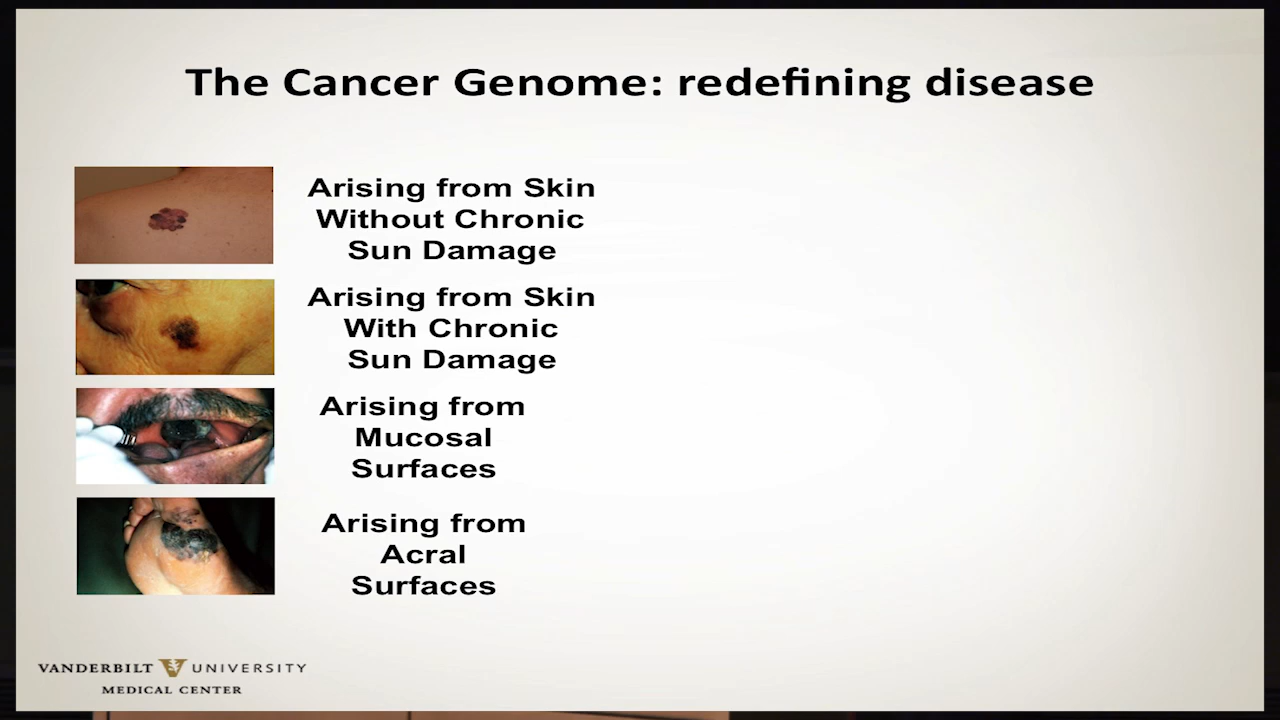 The Cancer Genome: redefining disease
Arising from Skin
Without Chronic
Sun Damage
Arising from Skin
With Chronic
Sun Damage
Arising from
Mucosal
Surfaces
Arising from
Acral
Surfaces
VANDERBILT UNIVERSITY
MEDICAL CENTER